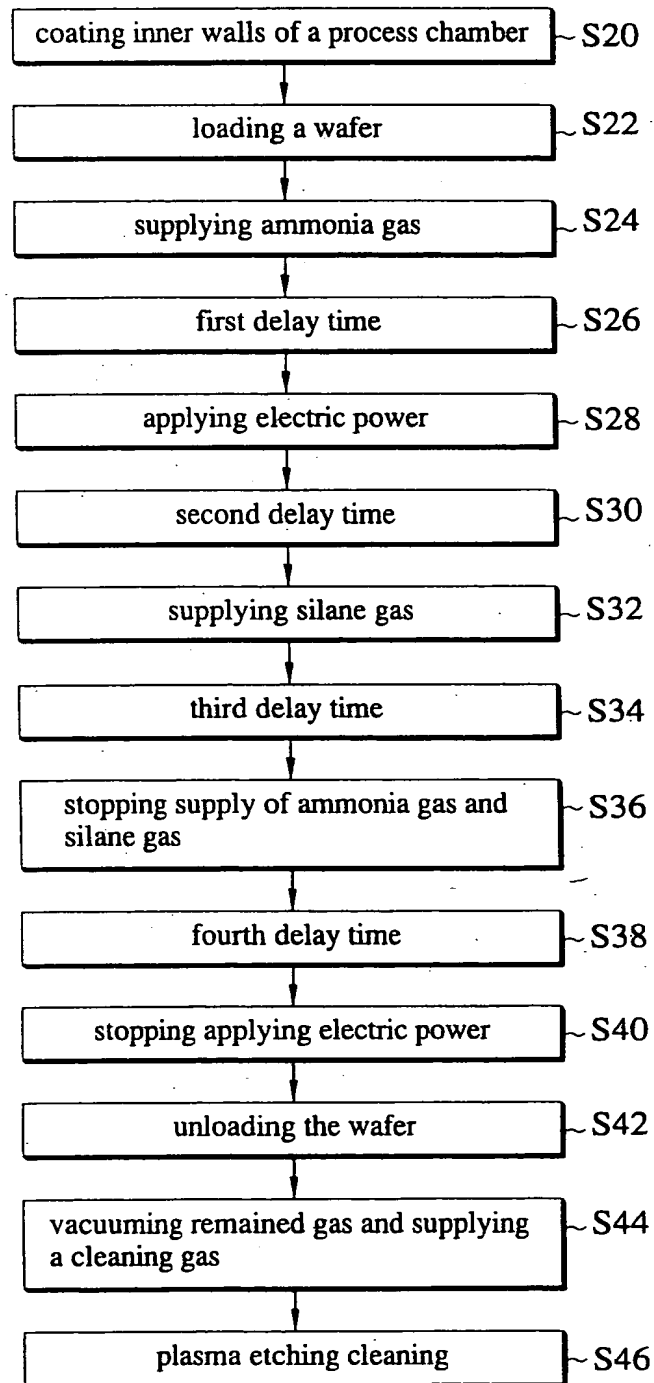 coating inner walls of a process chamber ~ S20
loading a wafer ~ S22
supplying ammonia gas ~ S24
first delay time ~ S26
applying electric power ~ S28
second delay time ~ S30
supplying silane gas ~ S32
third delay time ~ S34
stopping supply of ammonia gas and ~ S36
silane gas
fourth delay time ~ S38
stopping applying electric power ~ S40
unloading the wafer ~ S42
vacuuming remained gas and supplying ~ S44
a cleaning gas
plasma etching cleaning ~ S46